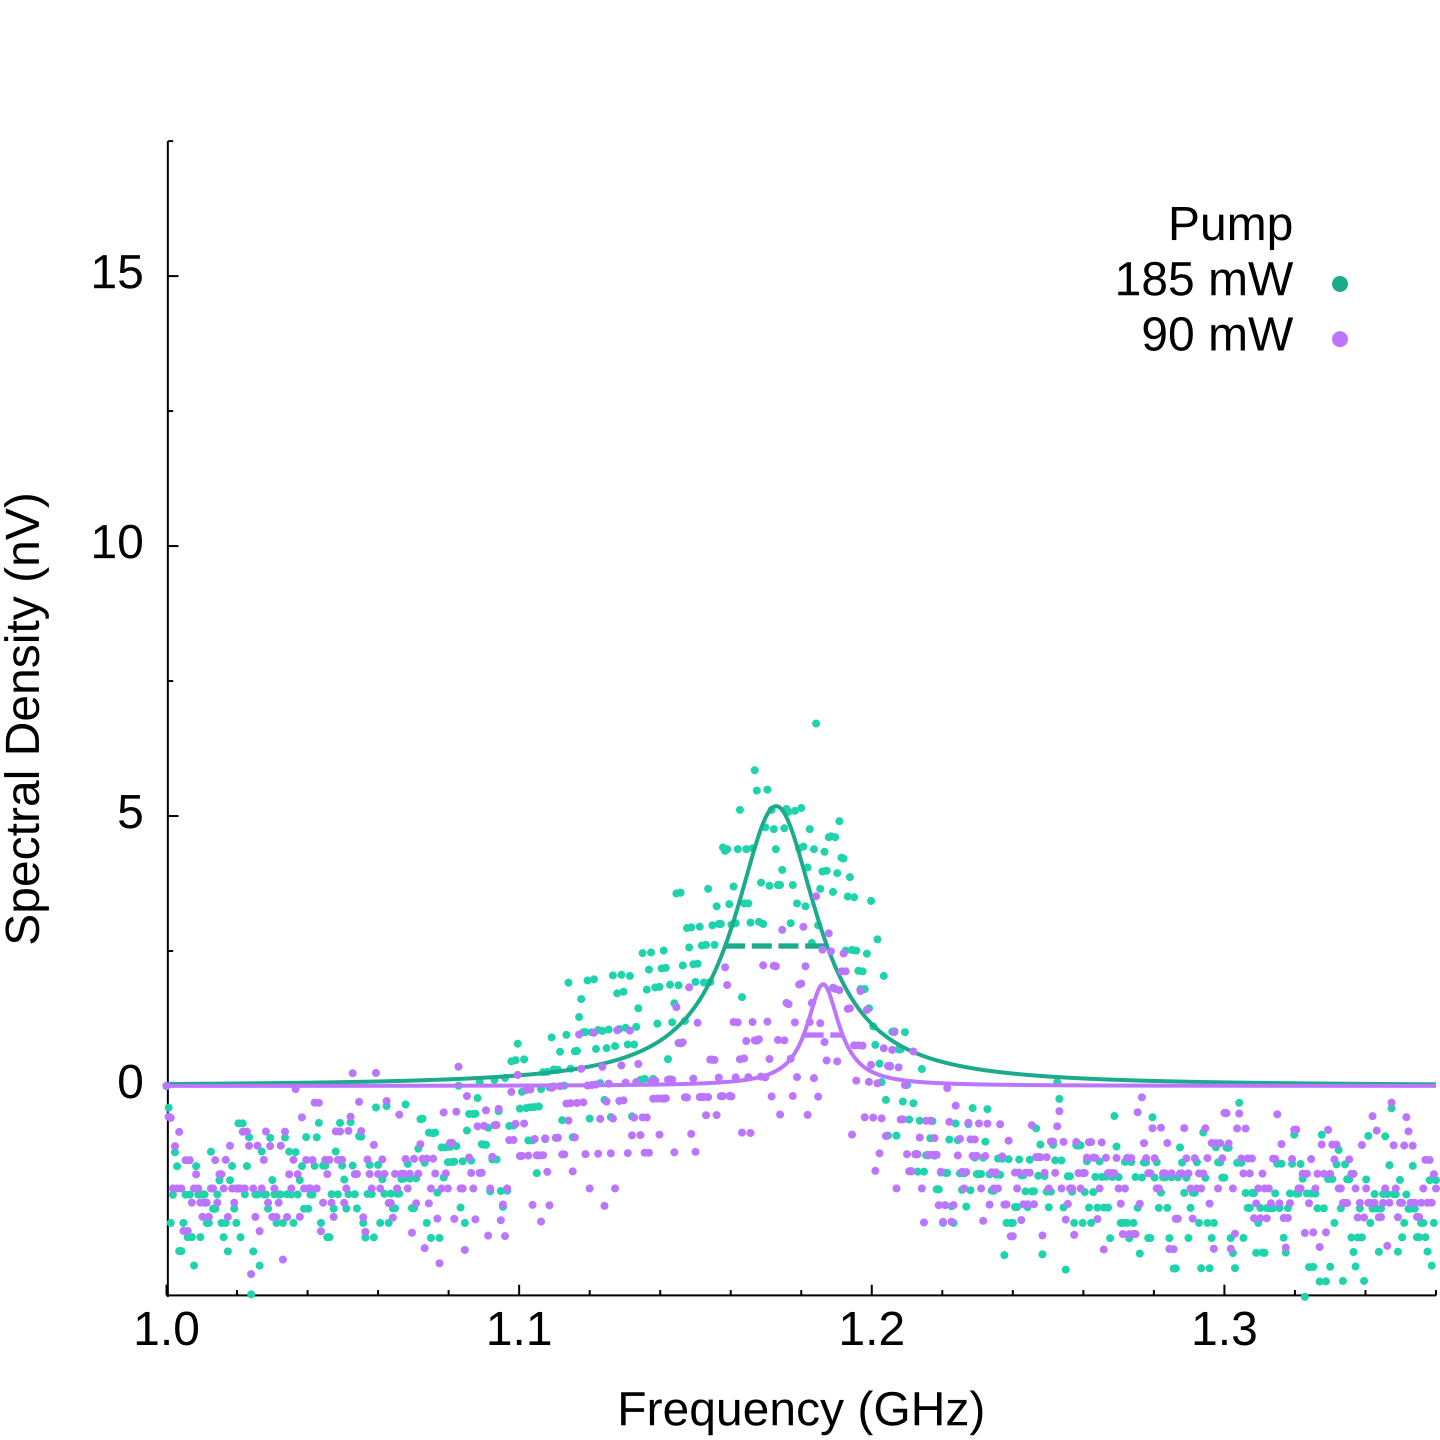 Pump
185 mW
90 mW
15
10
5
0
Spectral Density (nV)
1.0 1.1 1.2 1.3
Frequency (GHz)